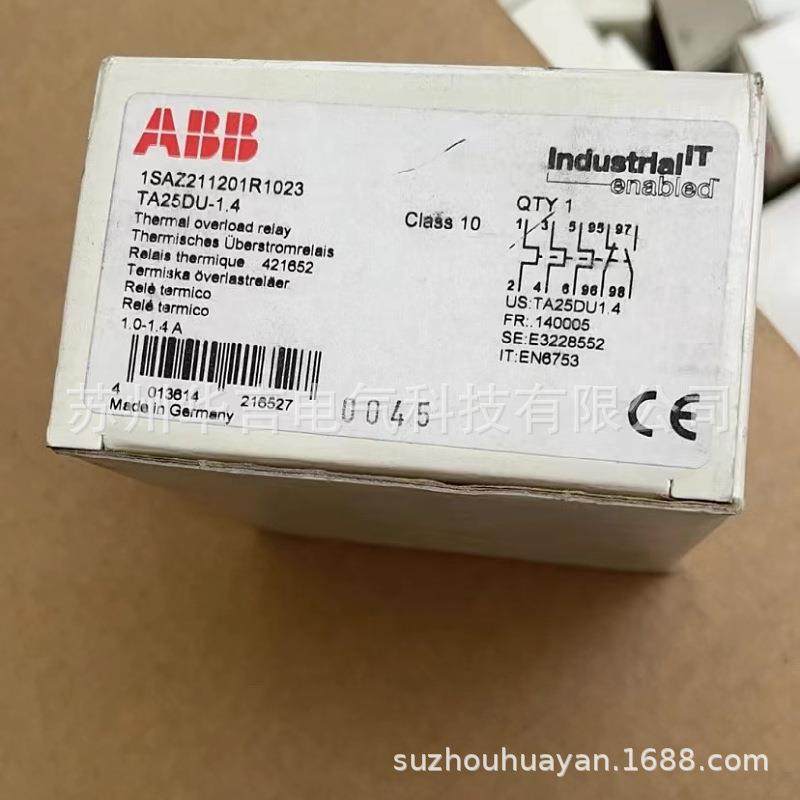 ABB
1SAZ211201R1023
TA25DU-1.4
Thermal overload relay
Thermisches Überstromrelais
Relais thermique 421652
Termiska överlastreläer
Relè termico
Relé termico
1.0-1.4 A
4 013614 216527
Made in Germany
0045
Class 10
Industrial IT
enabled
QTY 1
1 3 5 95 97
2 4 6 96 98
US:TA25DU1.4
FR:.140005
SE:E3228552
IT:EN6753
CE
苏州华言电气科技有限公司
suzhouhuayan.1688.com